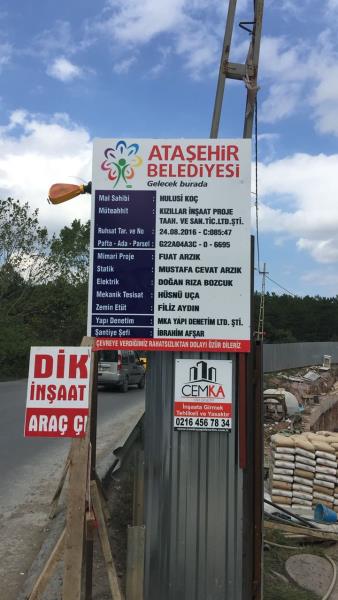 ATAŞEHİR
BELEDİYESİ
Gelecek burada
Mal Sahibi : HULUSİ KOÇ
Müteahhit : KIZILLAR İNŞAAT PROJE
TAAH. VE SAN.TİC.LTD.ŞTİ.
Ruhsat Tar. ve No : 24.08.2016 - C:085:47
Pafta - Ada - Parsel : G22A04A3C - 0 - 6695
Mimari Proje : FUAT ARZIK
Statik : MUSTAFA CEVAT ARZIK
Elektrik : DOĞAN RIZA BOZCUK
Mekanik Tesisat : HÜSNÜ UÇA
Zemin Etüt : FİLİZ AYDIN
Yapı Denetim : MKA YAPI DENETİM LTD. ŞTİ.
Şantiye Şefi : İBRAHİM AFŞAR
ÇEVREYE VERDİĞİMİZ RAHATSIZLIKTAN DOLAYI ÖZÜR DİLERİZ
DİK
İNŞAAT
ARAÇ Ç
CEMKA
İnşaata Girmek
Tehlikeli ve Yasaktır
0216 456 78 34